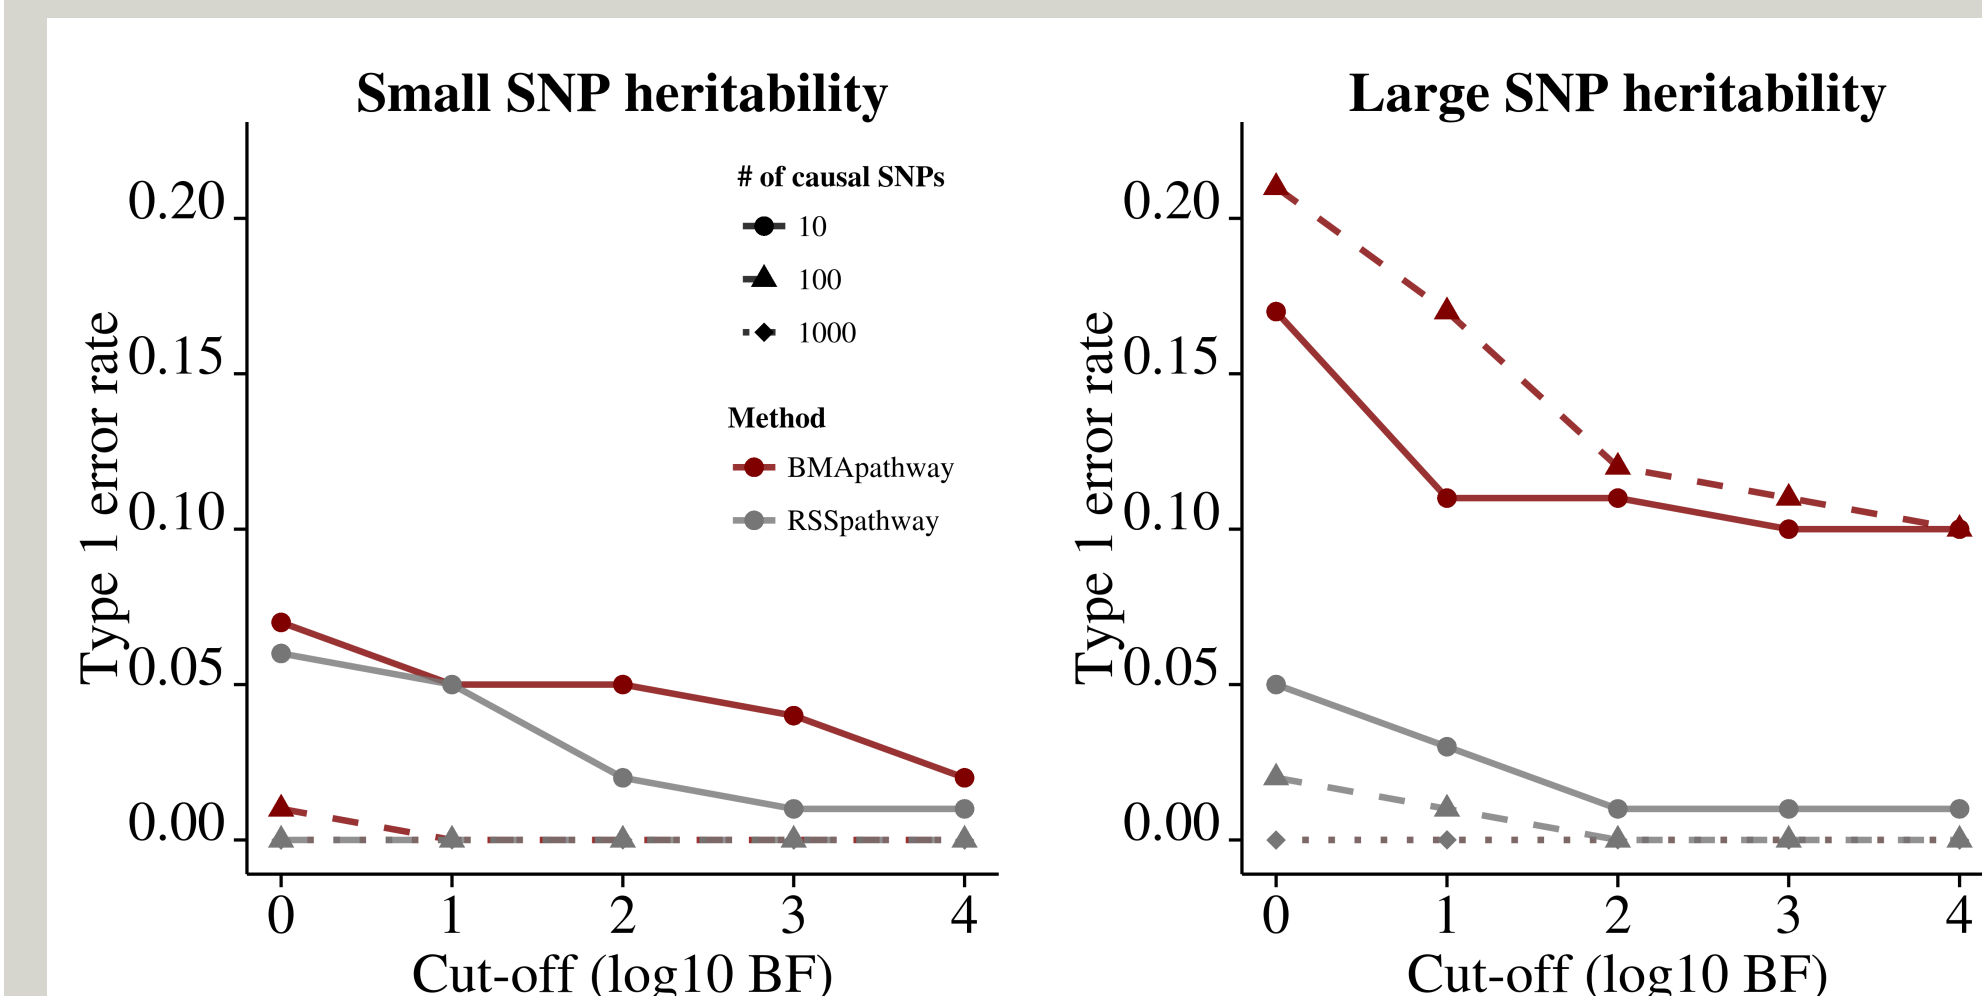 Small SNP heritability
# of causal SNPs
10
100
1000
Method
BMApathway
RSSpathway
Type 1 error rate
0.20
0.15
0.10
0.05
0.00
0 1 2 3 4
Cut-off (log10 BF)
Large SNP heritability
Type 1 error rate
0.20
0.15
0.10
0.05
0.00
0 1 2 3 4
Cut-off (log10 BF)